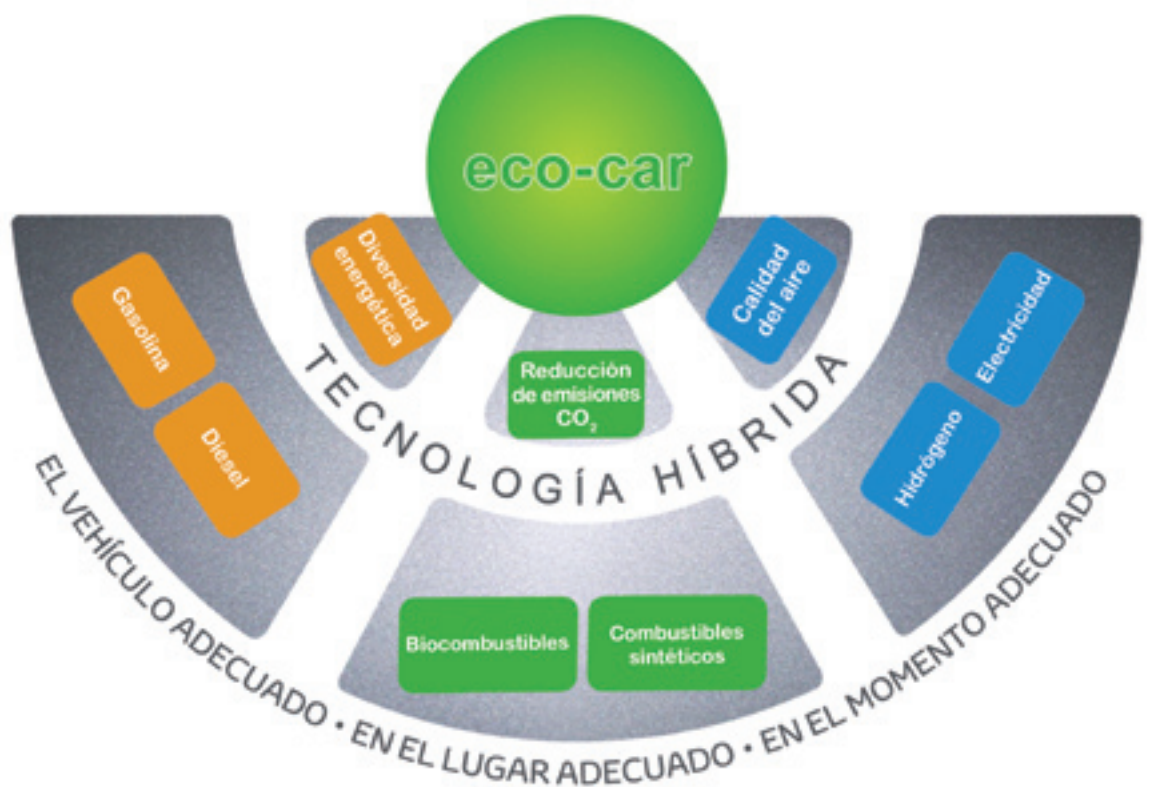 eco-car
Diversidad
energética
Reducción
de emisiones
CO₂
Calidad
del aire
TECNOLOGÍA HÍBRIDA
Gasolina
Diesel
Biocombustibles
Combustibles
sintéticos
Hidrógeno
Electricidad
EL VEHÍCULO ADECUADO • EN EL LUGAR ADECUADO • EN EL MOMENTO ADECUADO